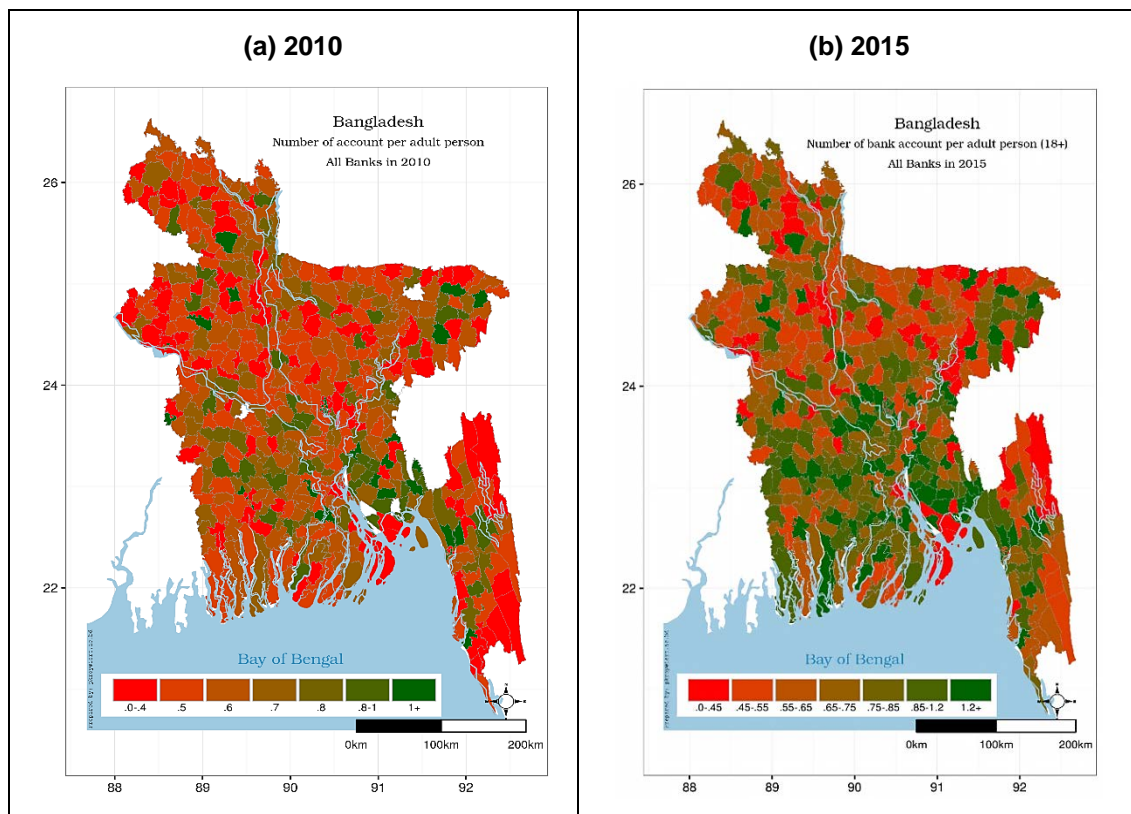 (a) 2010
Bangladesh
Number of account per adult person
All Banks in 2010
26
24
22
Bay of Bengal
.0-.4 .5 .6 .7 .8 .8-1 1+
0km 100km 200km
88 89 90 91 92
(b) 2015
Bangladesh
Number of bank account per adult person (18+)
All Banks in 2015
26
24
22
Bay of Bengal
.0-.45 .45-.55 .55-.65 .65-.75 .75-.85 .85-1.2 1.2+
0km 100km 200km
88 89 90 91 92